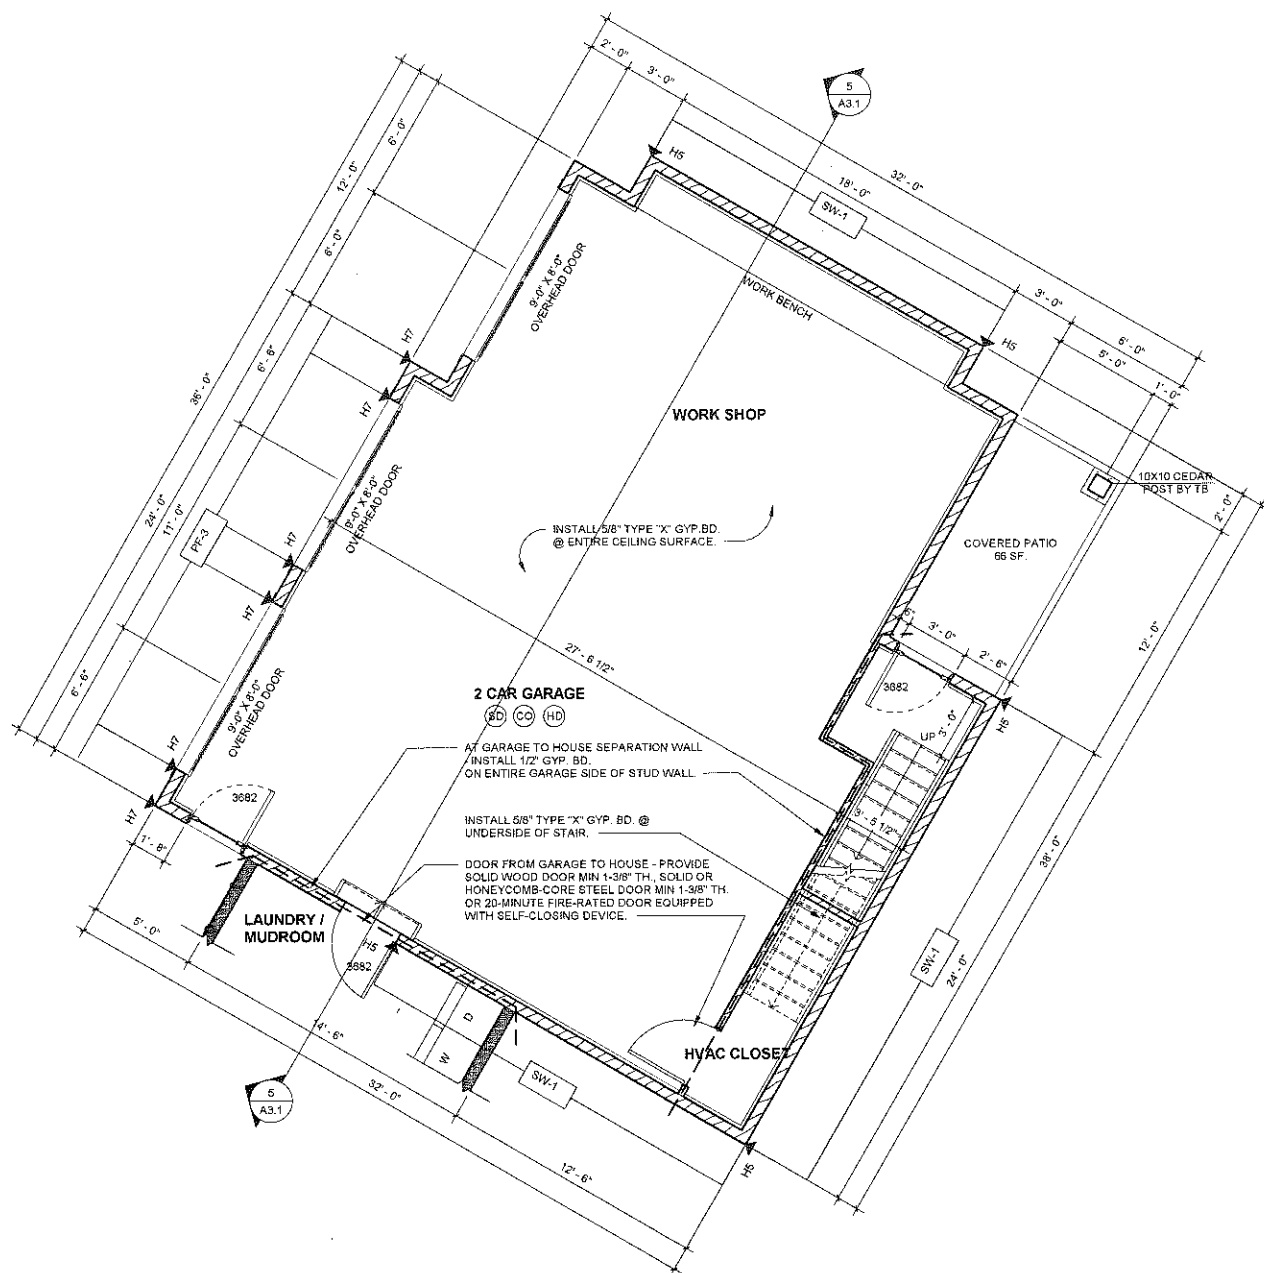 2' - 0"
3' - 0"
5
A3.1
32' - 0"
18' - 0"
SW-1
H5
6' - 0"
12' - 0"
6' - 0"
9'-0" X 8'-0"
OVERHEAD DOOR
WORK BENCH
3' - 0"
H5
6' - 0"
5' - 0"
1' - 0"
H7
6' - 6"
36' - 0"
H7
WORK SHOP
10X10 CEDAR
POST BY TB
2' - 0"
24' - 0"
11' - 0"
PF-3
OVERHEAD DOOR
H7
INSTALL 5/8" TYPE "X" GYP.BD.
@ ENTIRE CEILING SURFACE.
COVERED PATIO
66 SF.
12' - 0"
H7
6"
3' - 0"
2' - 6"
27' - 6 1/2"
3682
6' - 6"
9'-0" X 8'-0"
OVERHEAD DOOR
2 CAR GARAGE
SD CO HD
UP
3' - 0"
H5
H7
AT GARAGE TO HOUSE SEPARATION WALL
INSTALL 1/2" GYP. BD.
ON ENTIRE GARAGE SIDE OF STUD WALL.
3682
H7
1' - 8"
INSTALL 5/8" TYPE "X" GYP. BD. @
UNDERSIDE OF STAIR.
3' - 5 1/2"
38' - 0"
DOOR FROM GARAGE TO HOUSE - PROVIDE
SOLID WOOD DOOR MIN 1-3/8" TH., SOLID OR
HONEYCOMB-CORE STEEL DOOR MIN 1-3/8" TH.
OR 20-MINUTE FIRE-RATED DOOR EQUIPPED
WITH SELF-CLOSING DEVICE.
LAUNDRY /
MUDROOM
5' - 0"
H5
3682
SW-1
24' - 0"
14' - 6"
D
W
HVAC CLOSET
SW-1
32' - 0"
5
A3.1
12' - 6"
H5